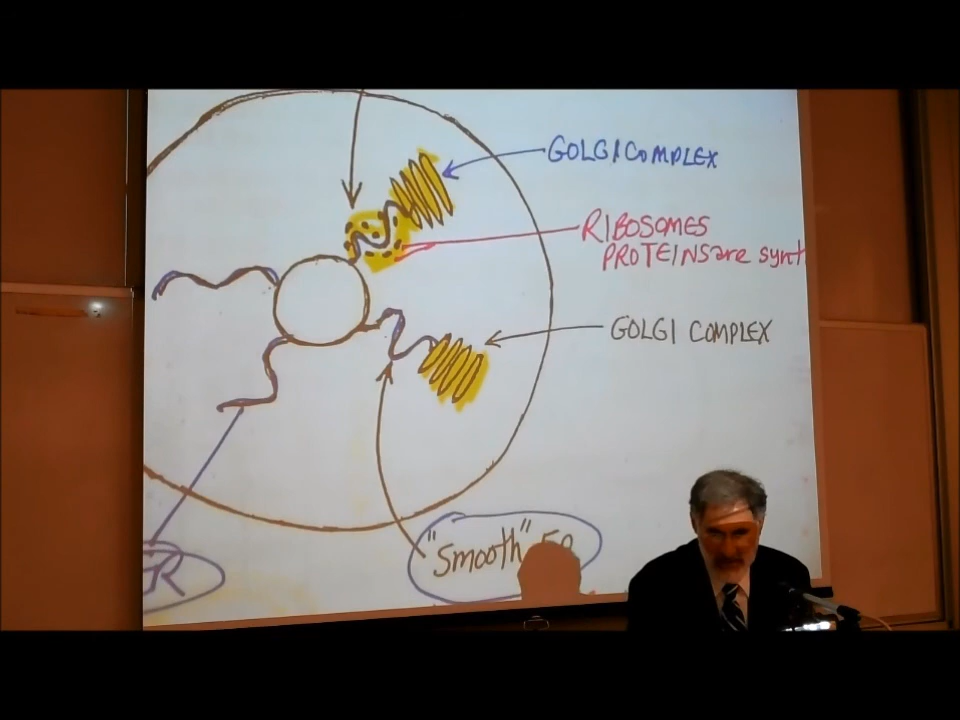 GOLGI COMPLEX
RIBOSOMES
PROTEINS are synt
GOLGI COMPLEX
"Smooth" ER